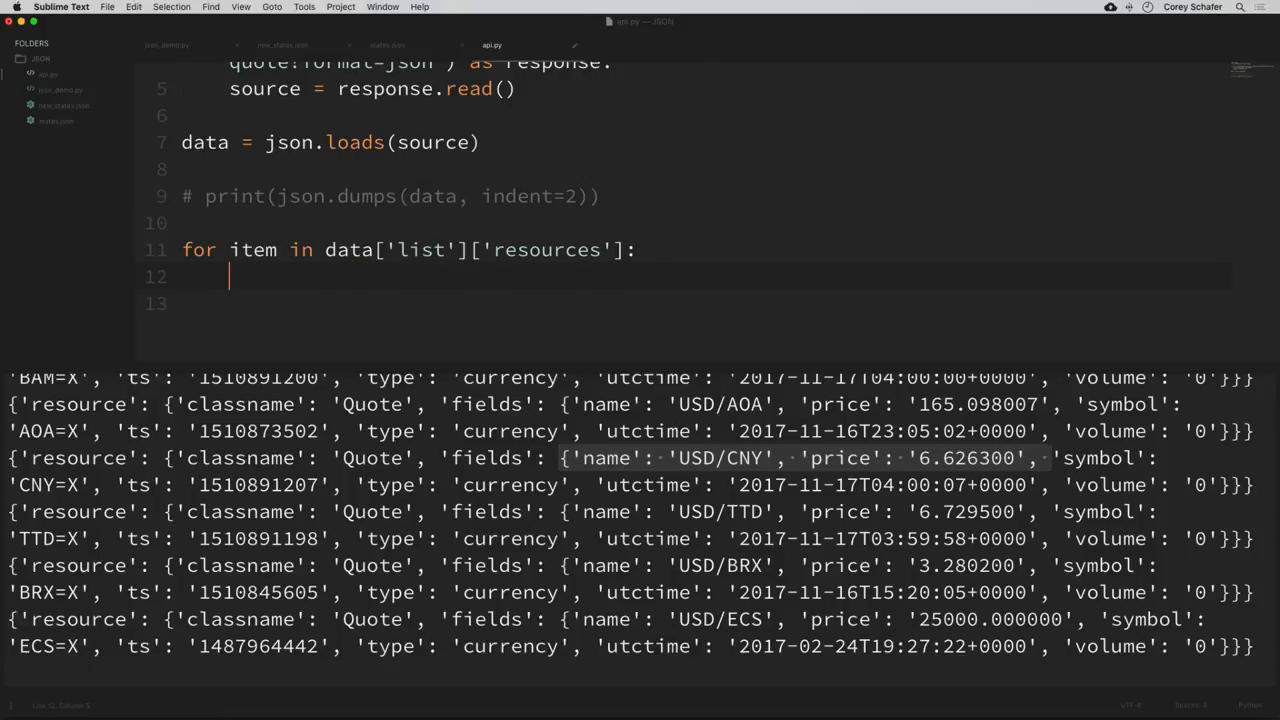 Sublime Text File Edit Selection Find View Goto Tools Project Window Help Corey Schafer
api.py — JSON
FOLDERS
JSON
api.py
json_demo.py
new_states.json
states.json
json_demo.py new_states.json states.json api.py
quote?format=json") as response:
5 source = response.read()
6
7 data = json.loads(source)
8
9 # print(json.dumps(data, indent=2))
10
11 for item in data['list']['resources']:
12
13
'BAM=X', 'ts': '1510891200', 'type': 'currency', 'utctime': '2017-11-17T04:00:00+0000', 'volume': '0'}}}
{'resource': {'classname': 'Quote', 'fields': {'name': 'USD/AOA', 'price': '165.098007', 'symbol':
'AOA=X', 'ts': '1510873502', 'type': 'currency', 'utctime': '2017-11-16T23:05:02+0000', 'volume': '0'}}}
{'resource': {'classname': 'Quote', 'fields': {'name': 'USD/CNY', 'price': '6.626300', 'symbol':
'CNY=X', 'ts': '1510891207', 'type': 'currency', 'utctime': '2017-11-17T04:00:07+0000', 'volume': '0'}}}
{'resource': {'classname': 'Quote', 'fields': {'name': 'USD/TTD', 'price': '6.729500', 'symbol':
'TTD=X', 'ts': '1510891198', 'type': 'currency', 'utctime': '2017-11-17T03:59:58+0000', 'volume': '0'}}}
{'resource': {'classname': 'Quote', 'fields': {'name': 'USD/BRX', 'price': '3.280200', 'symbol':
'BRX=X', 'ts': '1510845605', 'type': 'currency', 'utctime': '2017-11-16T15:20:05+0000', 'volume': '0'}}}
{'resource': {'classname': 'Quote', 'fields': {'name': 'USD/ECS', 'price': '25000.000000', 'symbol':
'ECS=X', 'ts': '1487964442', 'type': 'currency', 'utctime': '2017-02-24T19:27:22+0000', 'volume': '0'}}}
Line 12, Column 5 UTF-8 Spaces: 4 Python